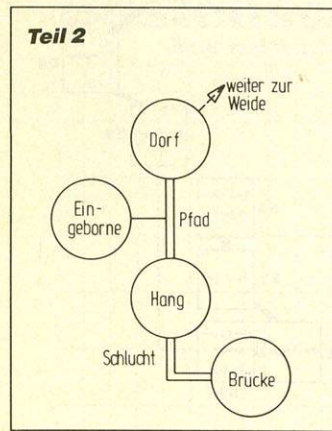 Teil 2
weiter zur
Weide
Dorf
Ein-
geborne
Pfad
Hang
Schlucht
Brücke